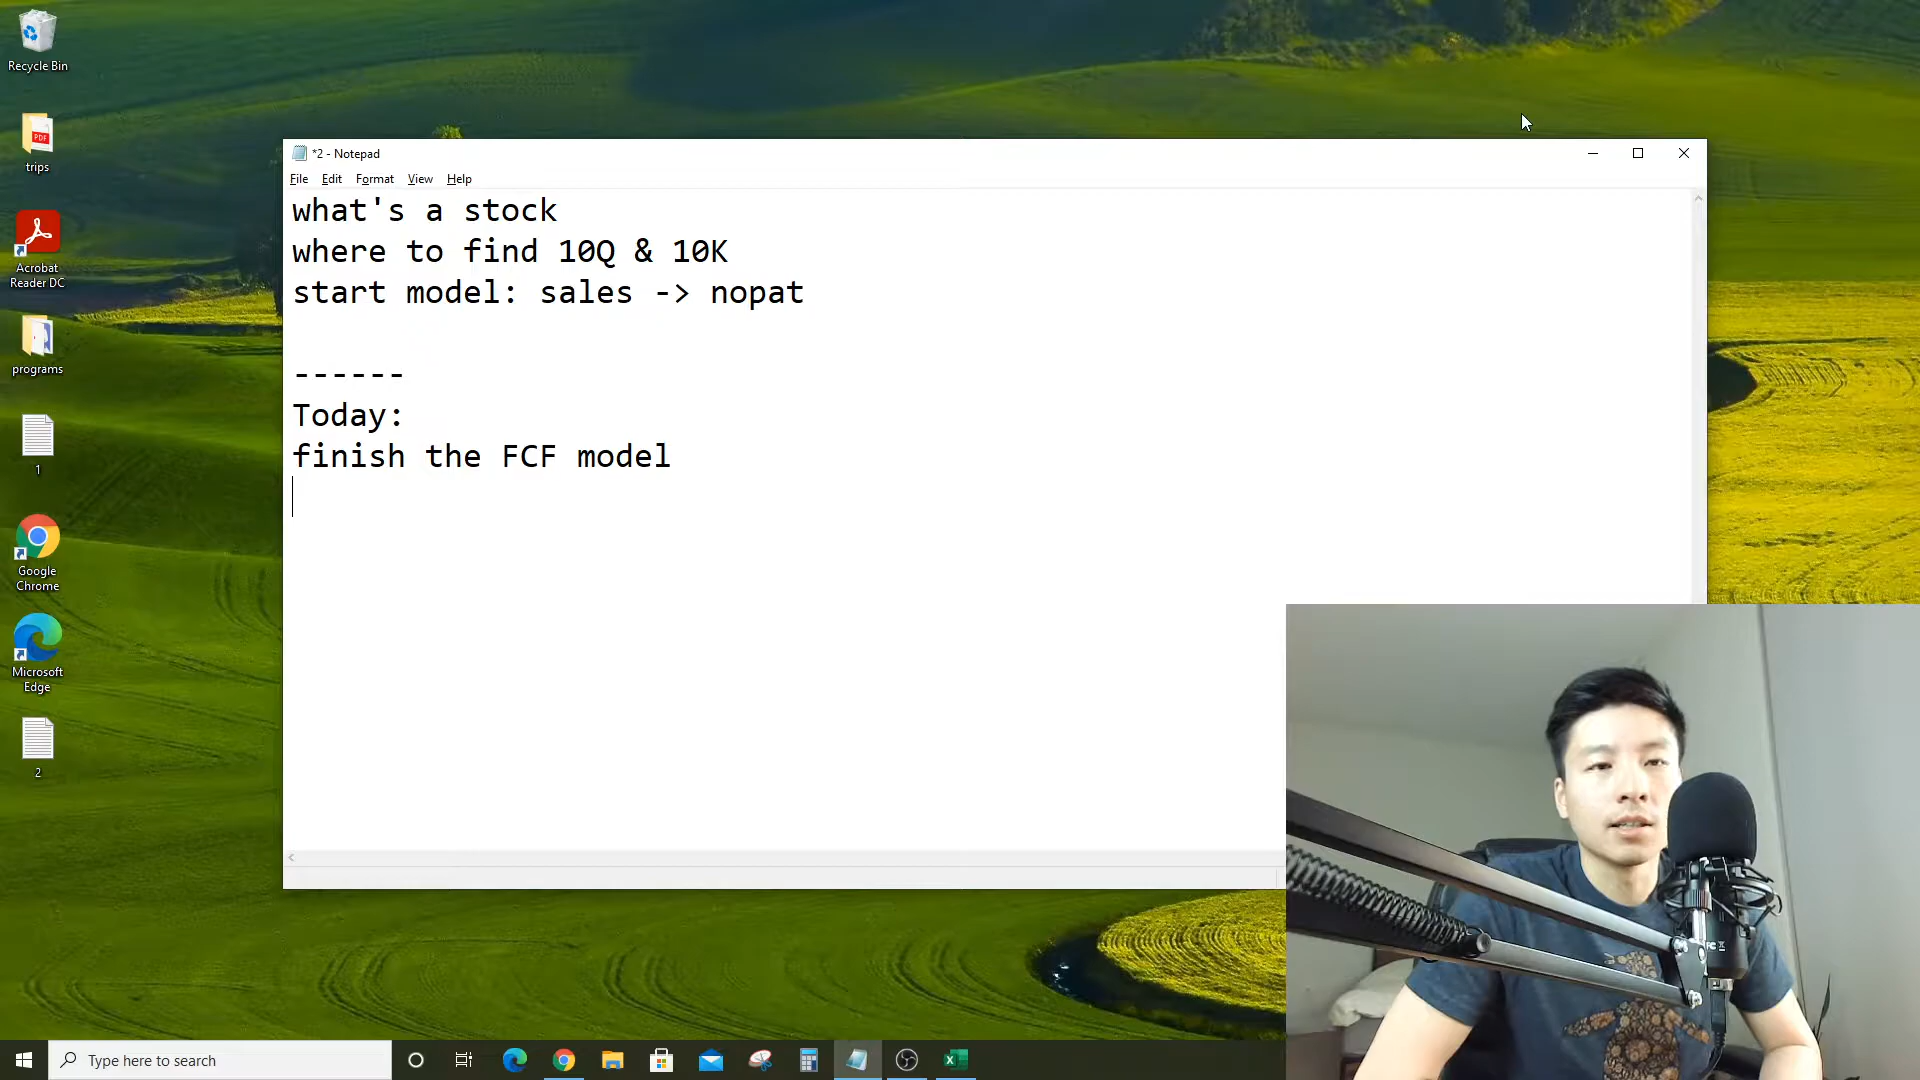 Recycle Bin
trips
Acrobat
Reader DC
programs
1
Google
Chrome
Microsoft
Edge
2
*2 - Notepad
File Edit Format View Help
what's a stock
where to find 10Q & 10K
start model: sales -> nopat
------
Today:
finish the FCF model
Type here to search